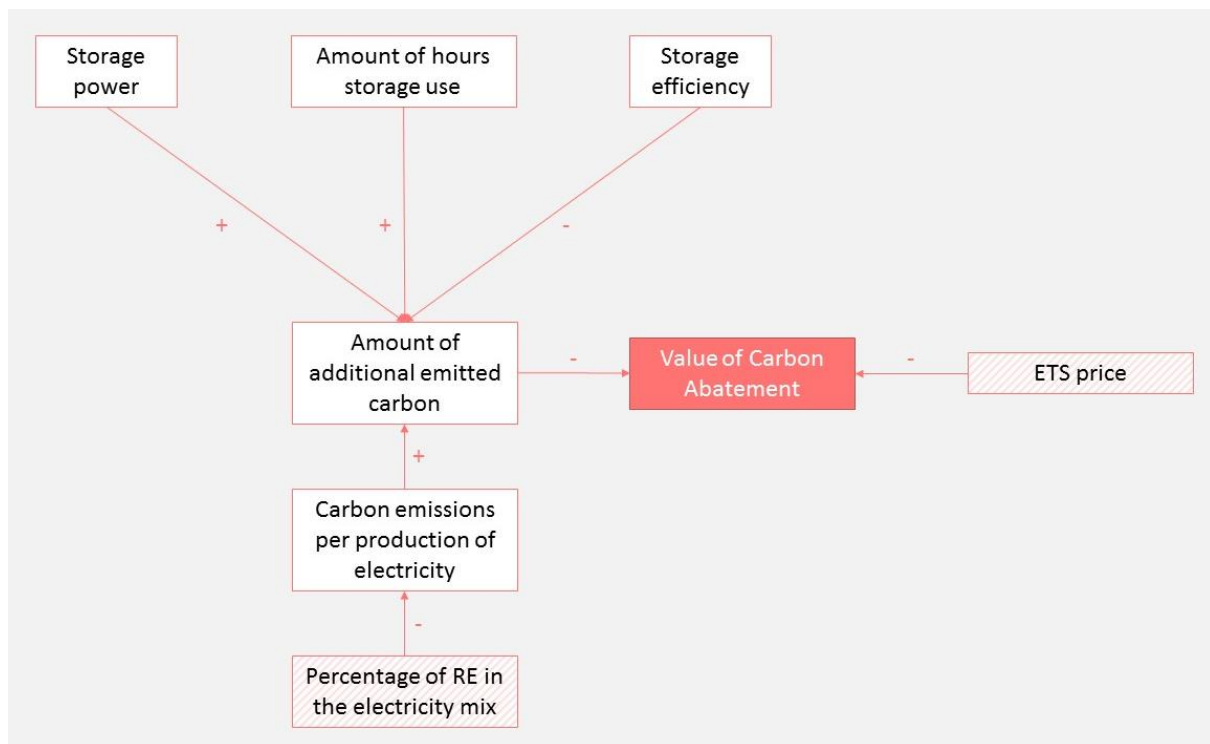 Storage
power
Amount of hours
storage use
Storage
efficiency
+
+
-
Amount of
additional emitted
carbon
-
Value of Carbon
Abatement
-
ETS price
+
Carbon emissions
per production of
electricity
-
Percentage of RE in
the electricity mix